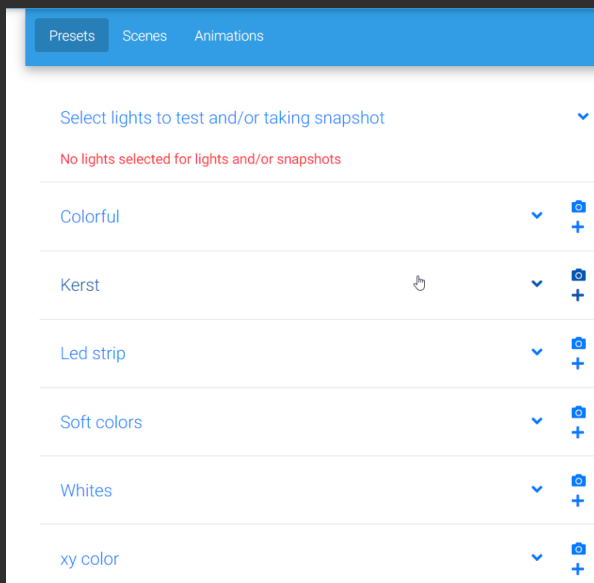 Presets Scenes Animations
Select lights to test and/or taking snapshot
No lights selected for lights and/or snapshots
Colorful
Kerst
Led strip
Soft colors
Whites
xy color